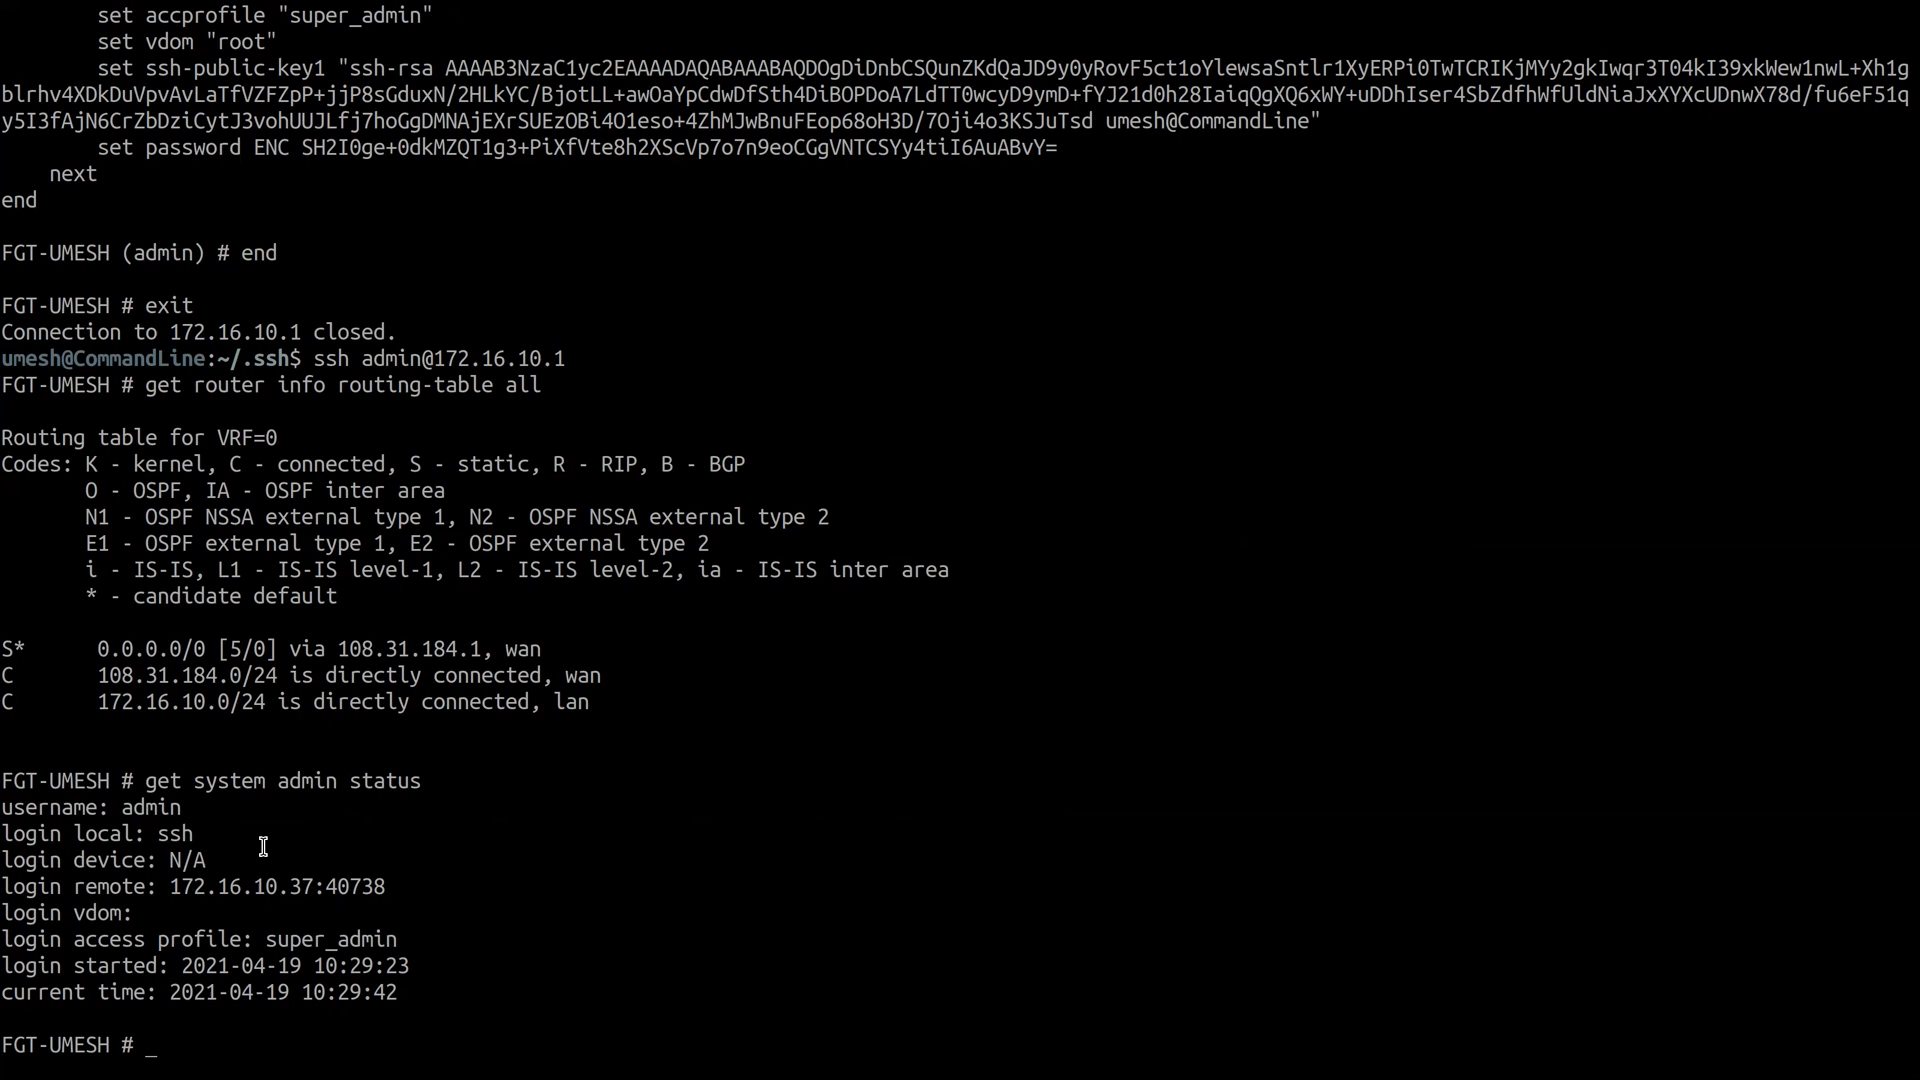 set accprofile "super_admin"
        set vdom "root"
        set ssh-public-key1 "ssh-rsa AAAAB3NzaC1yc2EAAAADAQABAAABAQDOgDiDnbCSQunZKdQaJD9y0yRovF5ct1oYlewsaSntlr1XyERPi0TwTCRIKjMYy2gkIwqr3T04kI39xkWew1nwL+Xh1g
blrhv4XDkDuVpvAvLaTfVZFZpP+jjP8sGduxN/2HLkYC/BjotLL+awOaYpCdwDfSth4DiBOPDoA7LdTT0wcyD9ymD+fYJ21d0h28IaiqQgXQ6xWY+uDDhIser4SbZdfhWfUldNiaJxXYXcUDnwX78d/fu6eF51q
y5I3fAjN6CrZbDziCytJ3vohUUJLfj7hoGgDMNAjEXrSUEzOBi4O1eso+4ZhMJwBnuFEop68oH3D/7Oji4o3KSJuTsd umesh@CommandLine"
        set password ENC SH2I0ge+0dkMZQT1g3+PiXfVte8h2XScVp7o7n9eoCGgVNTCSYy4tiI6AuABvY=
    next
end
FGT-UMESH (admin) # end
FGT-UMESH # exit
Connection to 172.16.10.1 closed.
umesh@CommandLine:~/.ssh$ ssh admin@172.16.10.1
FGT-UMESH # get router info routing-table all
Routing table for VRF=0
Codes: K - kernel, C - connected, S - static, R - RIP, B - BGP
       O - OSPF, IA - OSPF inter area
       N1 - OSPF NSSA external type 1, N2 - OSPF NSSA external type 2
       E1 - OSPF external type 1, E2 - OSPF external type 2
       i - IS-IS, L1 - IS-IS level-1, L2 - IS-IS level-2, ia - IS-IS inter area
       * - candidate default
S*      0.0.0.0/0 [5/0] via 108.31.184.1, wan
C       108.31.184.0/24 is directly connected, wan
C       172.16.10.0/24 is directly connected, lan
FGT-UMESH # get system admin status
username: admin
login local: ssh
login device: N/A
login remote: 172.16.10.37:40738
login vdom:
login access profile: super_admin
login started: 2021-04-19 10:29:23
current time: 2021-04-19 10:29:42
FGT-UMESH # _